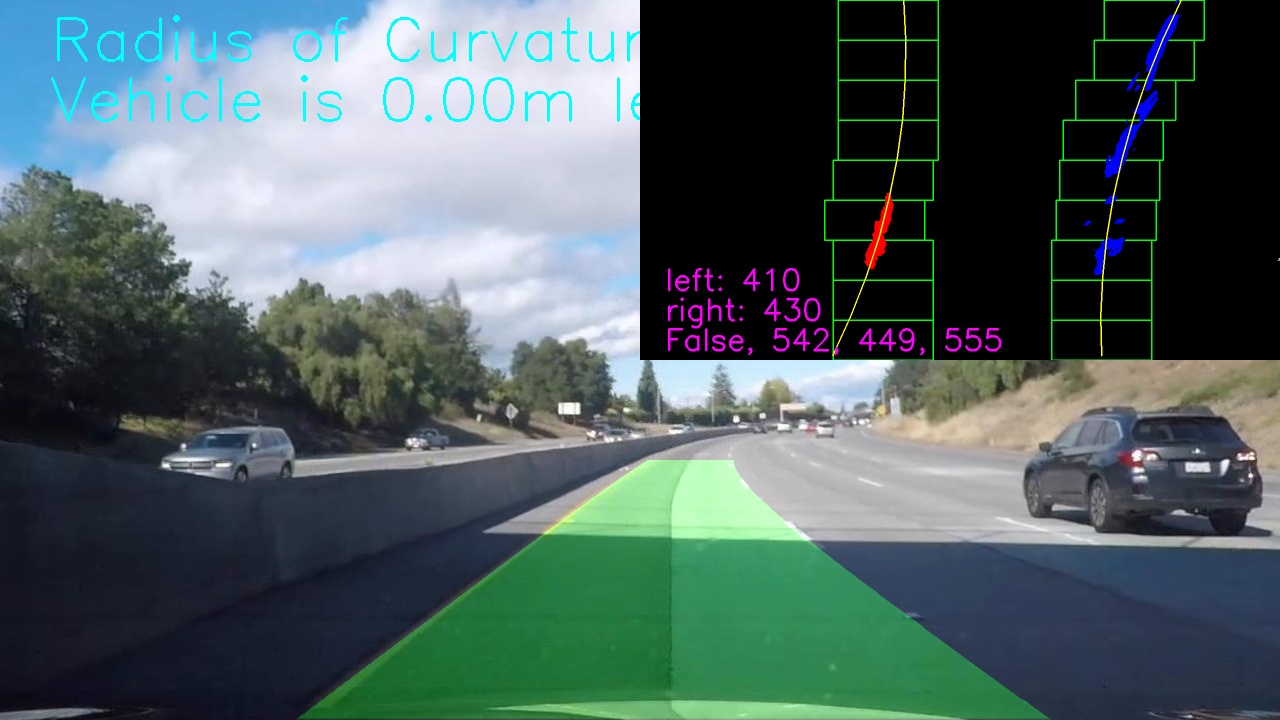 Radius of Curvatur
Vehicle is 0.00m le
left: 410
right: 430
False, 542, 449, 555